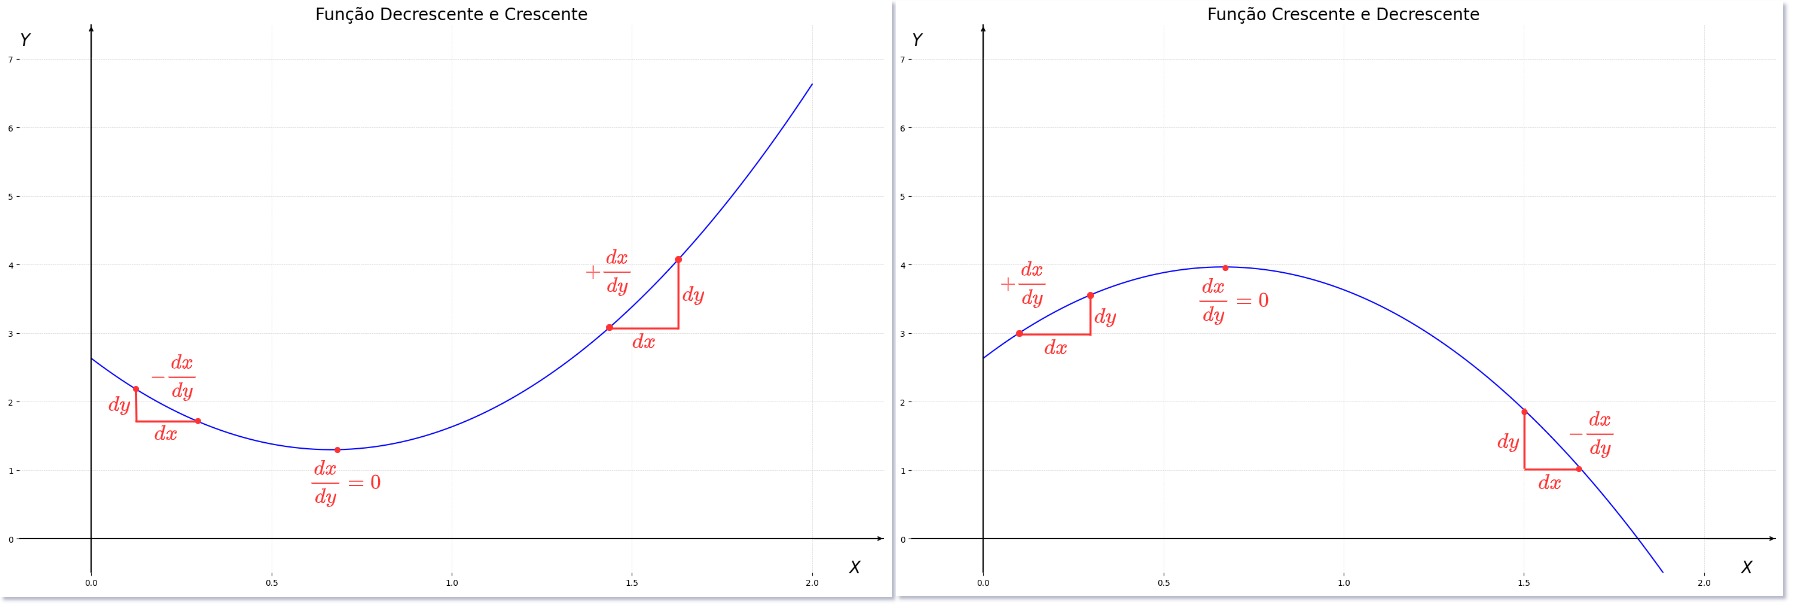 Função Decrescente e Crescente
Y
7
6
5
4
3
2
1
0
+dx/dy
dy
dx
-dx/dy
dy
dx
dx/dy = 0
X
0.0 0.5 1.0 1.5 2.0
Função Crescente e Decrescente
Y
7
6
5
4
3
2
1
0
+dx/dy
dy
dx
dx/dy = 0
-dx/dy
dy
dx
X
0.0 0.5 1.0 1.5 2.0